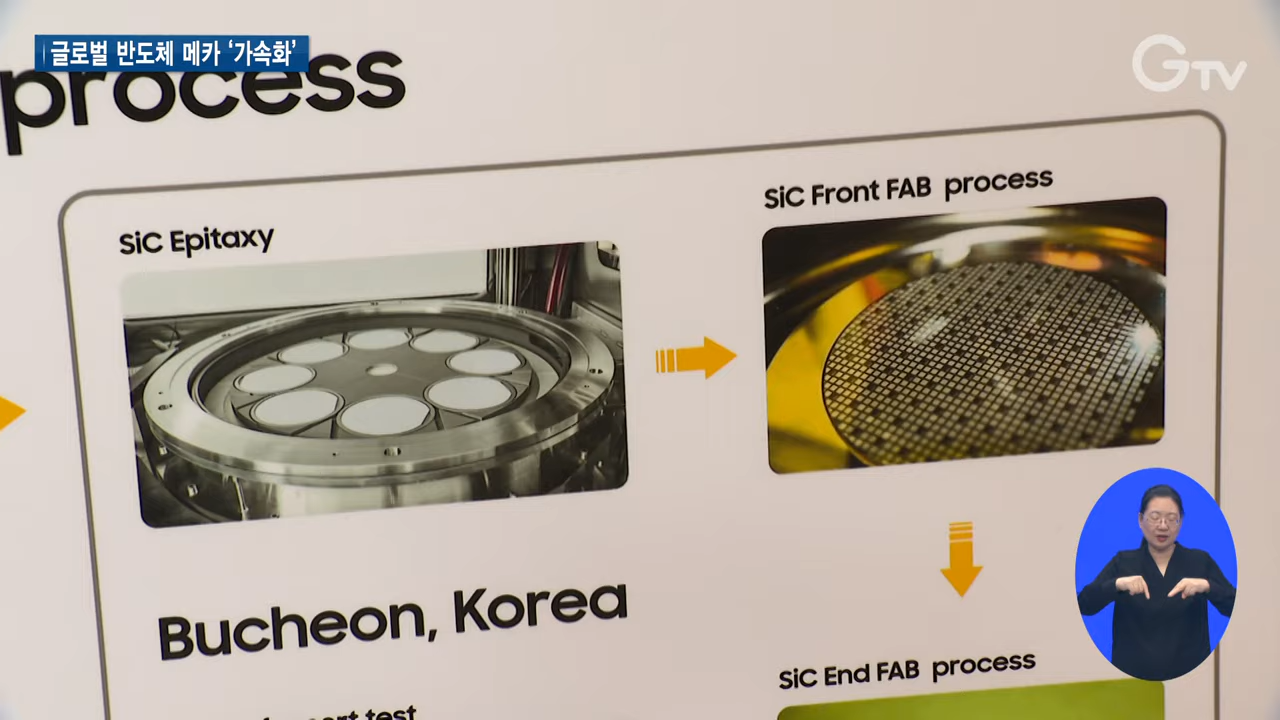 글로벌 반도체 메카 ‘가속화’
GTV
process
SiC Epitaxy
SiC Front FAB process
Bucheon, Korea
SiC End FAB process
test